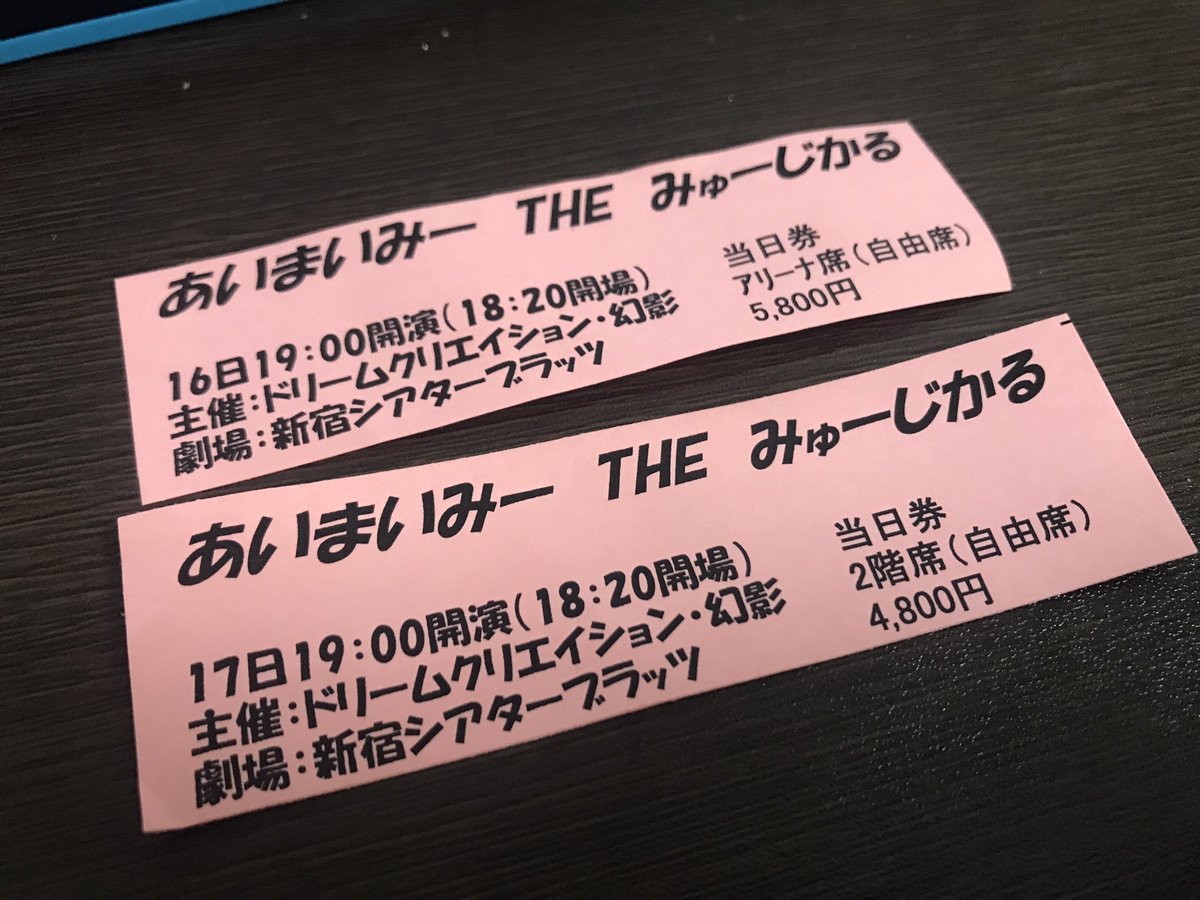 あいまいみー THE みゅーじかる
16日19:00開演(18:20開場)
主催:ドリームクリエイション・幻影
劇場:新宿シアターブラッツ
当日券
アリーナ席(自由席)
5,800円
あいまいみー THE みゅーじかる
17日19:00開演(18:20開場)
主催:ドリームクリエイション・幻影
劇場:新宿シアターブラッツ
当日券
2階席(自由席)
4,800円